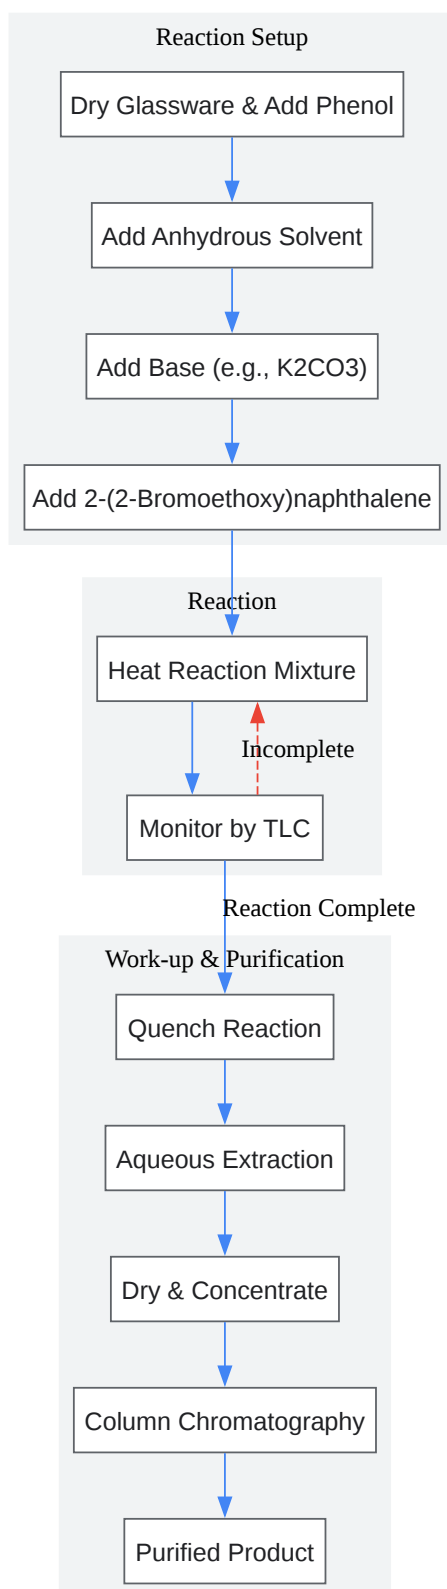 Reaction Setup
Dry Glassware & Add Phenol
Add Anhydrous Solvent
Add Base (e.g., K2CO3)
Add 2-(2-Bromoethoxy)naphthalene
Reaction
Heat Reaction Mixture
Incomplete
Monitor by TLC
Reaction Complete
Work-up & Purification
Quench Reaction
Aqueous Extraction
Dry & Concentrate
Column Chromatography
Purified Product